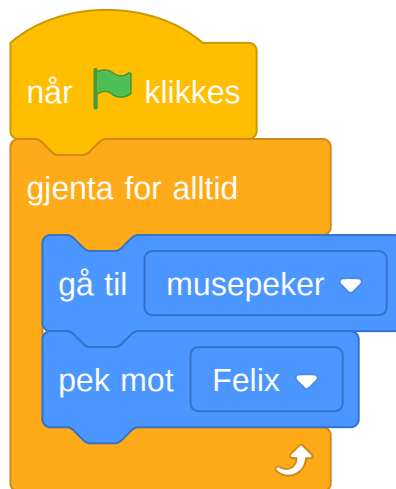 når klikkes
gjenta for alltid
gå til musepeker
pek mot Felix